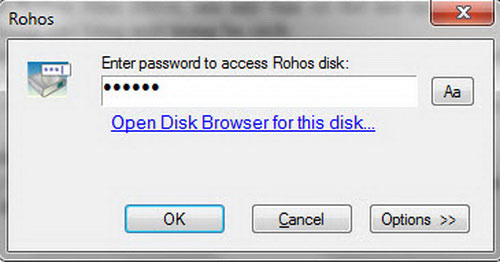 Rohos
Enter password to access Rohos disk:
••••••
Aa
Open Disk Browser for this disk...
OK
Cancel
Options >>